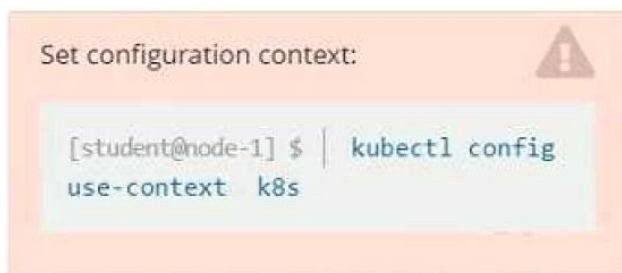 Set configuration context:
[student@node-1] $ | kubectl config
use-context k8s